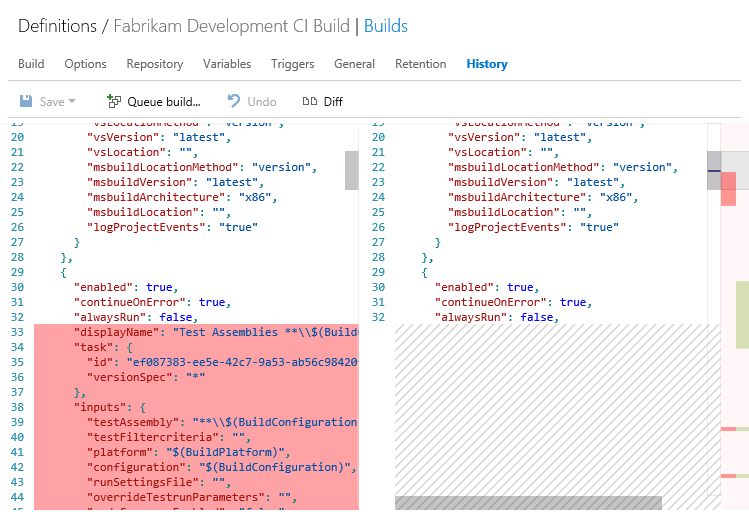 Definitions / Fabrikam Development CI Build | Builds
Build Options Repository Variables Triggers General Retention History
Save Queue build... Undo Diff
19 "vsLocationMethod": "version",
20 "vsVersion": "latest",
21 "vsLocation": "",
22 "msbuildLocationMethod": "version",
23 "msbuildVersion": "latest",
24 "msbuildArchitecture": "x86",
25 "msbuildLocation": "",
26 "logProjectEvents": "true"
27 }
28 },
29 {
30 "enabled": true,
31 "continueOnError": true,
32 "alwaysRun": false,
33 "displayName": "Test Assemblies **\\$(Build
34 "task": {
35 "id": "ef087383-ee5e-42c7-9a53-ab56c98420
36 "versionSpec": "*"
37 },
38 "inputs": {
39 "testAssembly": "**\\$(BuildConfiguration
40 "testFiltercriteria": "",
41 "platform": "$(BuildPlatform)",
42 "configuration": "$(BuildConfiguration)",
43 "runSettingsFile": "",
44 "overrideTestrunParameters": "",
19 "vsLocationMethod": "version",
20 "vsVersion": "latest",
21 "vsLocation": "",
22 "msbuildLocationMethod": "version",
23 "msbuildVersion": "latest",
24 "msbuildArchitecture": "x86",
25 "msbuildLocation": "",
26 "logProjectEvents": "true"
27 }
28 },
29 {
30 "enabled": true,
31 "continueOnError": true,
32 "alwaysRun": false,